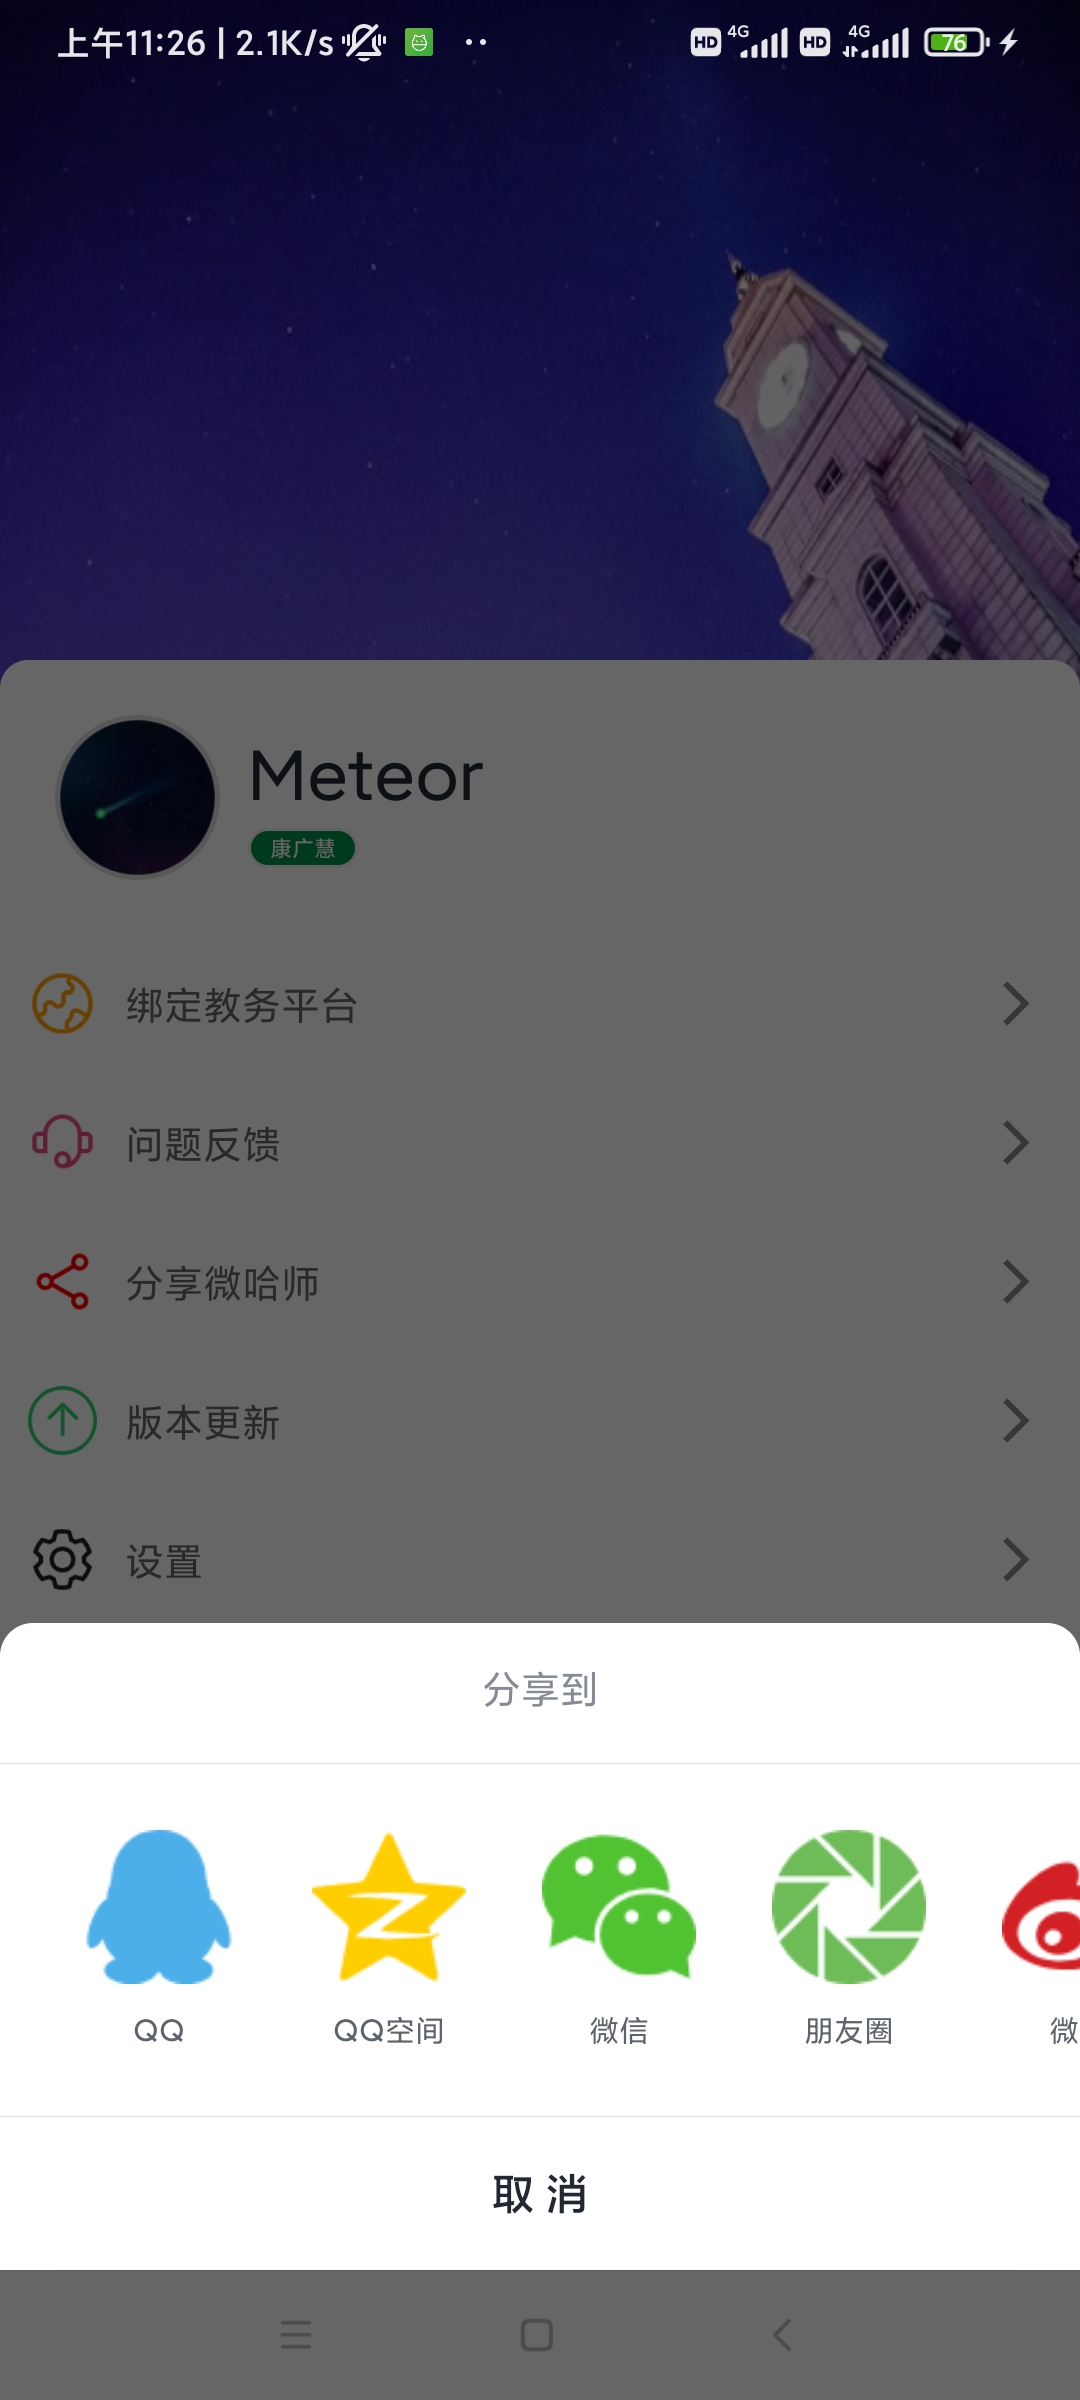 上午11:26 | 2.1K/s
HD 4G HD 4G 76
Meteor
康广慧
绑定教务平台
问题反馈
分享微哈师
版本更新
设置
分享到
QQ QQ空间 微信 朋友圈 微
取 消